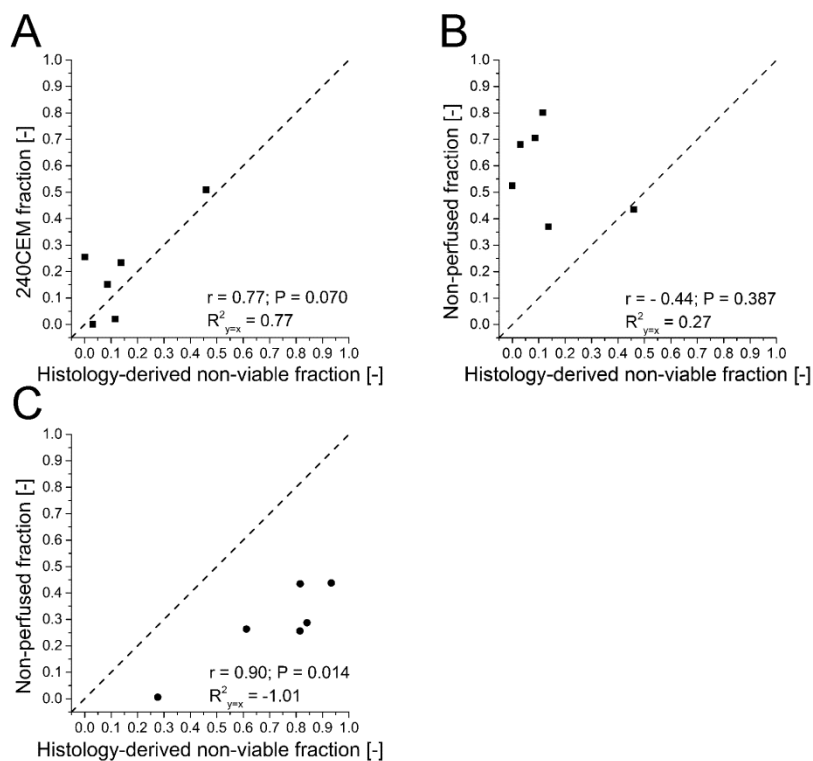 A
1.0
0.9
0.8
0.7
0.6
0.5
0.4
0.3
0.2
0.1
0.0
240CEM fraction [-]
r = 0.77; P = 0.070
R²y=x = 0.77
0.0 0.1 0.2 0.3 0.4 0.5 0.6 0.7 0.8 0.9 1.0
Histology-derived non-viable fraction [-]
B
1.0
0.9
0.8
0.7
0.6
0.5
0.4
0.3
0.2
0.1
0.0
Non-perfused fraction [-]
r = - 0.44; P = 0.387
R²y=x = 0.27
0.0 0.1 0.2 0.3 0.4 0.5 0.6 0.7 0.8 0.9 1.0
Histology-derived non-viable fraction [-]
C
1.0
0.9
0.8
0.7
0.6
0.5
0.4
0.3
0.2
0.1
0.0
Non-perfused fraction [-]
r = 0.90; P = 0.014
R²y=x = -1.01
0.0 0.1 0.2 0.3 0.4 0.5 0.6 0.7 0.8 0.9 1.0
Histology-derived non-viable fraction [-]